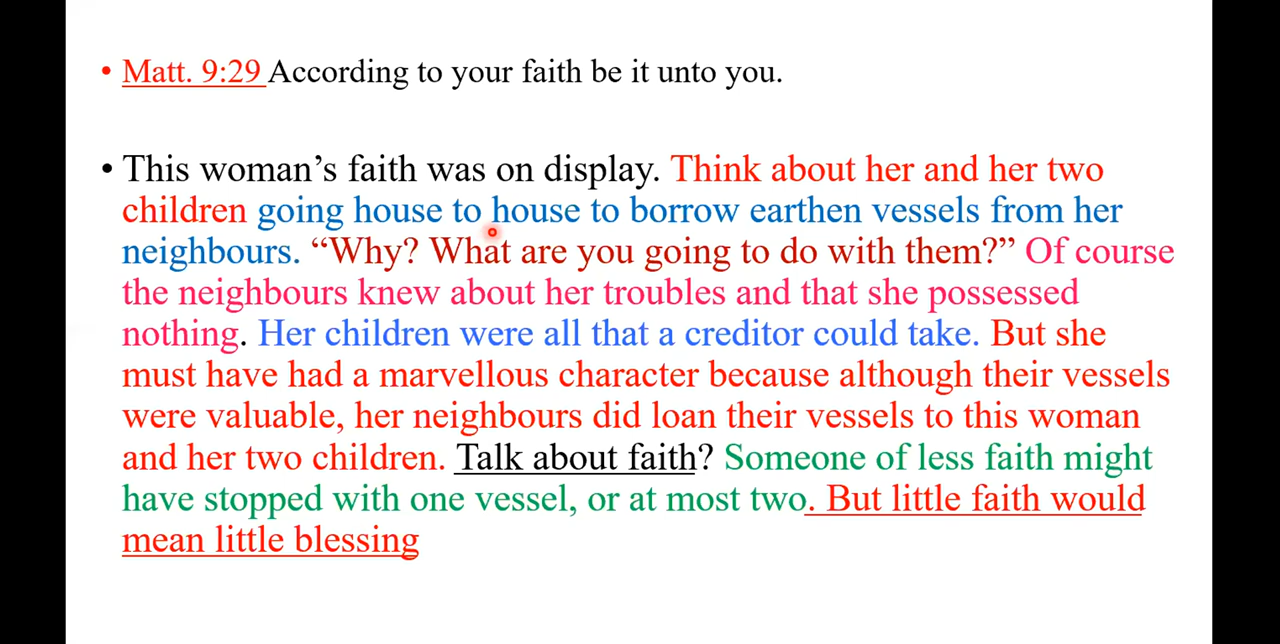 • Matt. 9:29 According to your faith be it unto you.
• This woman’s faith was on display. Think about her and her two
children going house to house to borrow earthen vessels from her
neighbours. “Why? What are you going to do with them?” Of course
the neighbours knew about her troubles and that she possessed
nothing. Her children were all that a creditor could take. But she
must have had a marvellous character because although their vessels
were valuable, her neighbours did loan their vessels to this woman
and her two children. Talk about faith? Someone of less faith might
have stopped with one vessel, or at most two. But little faith would
mean little blessing